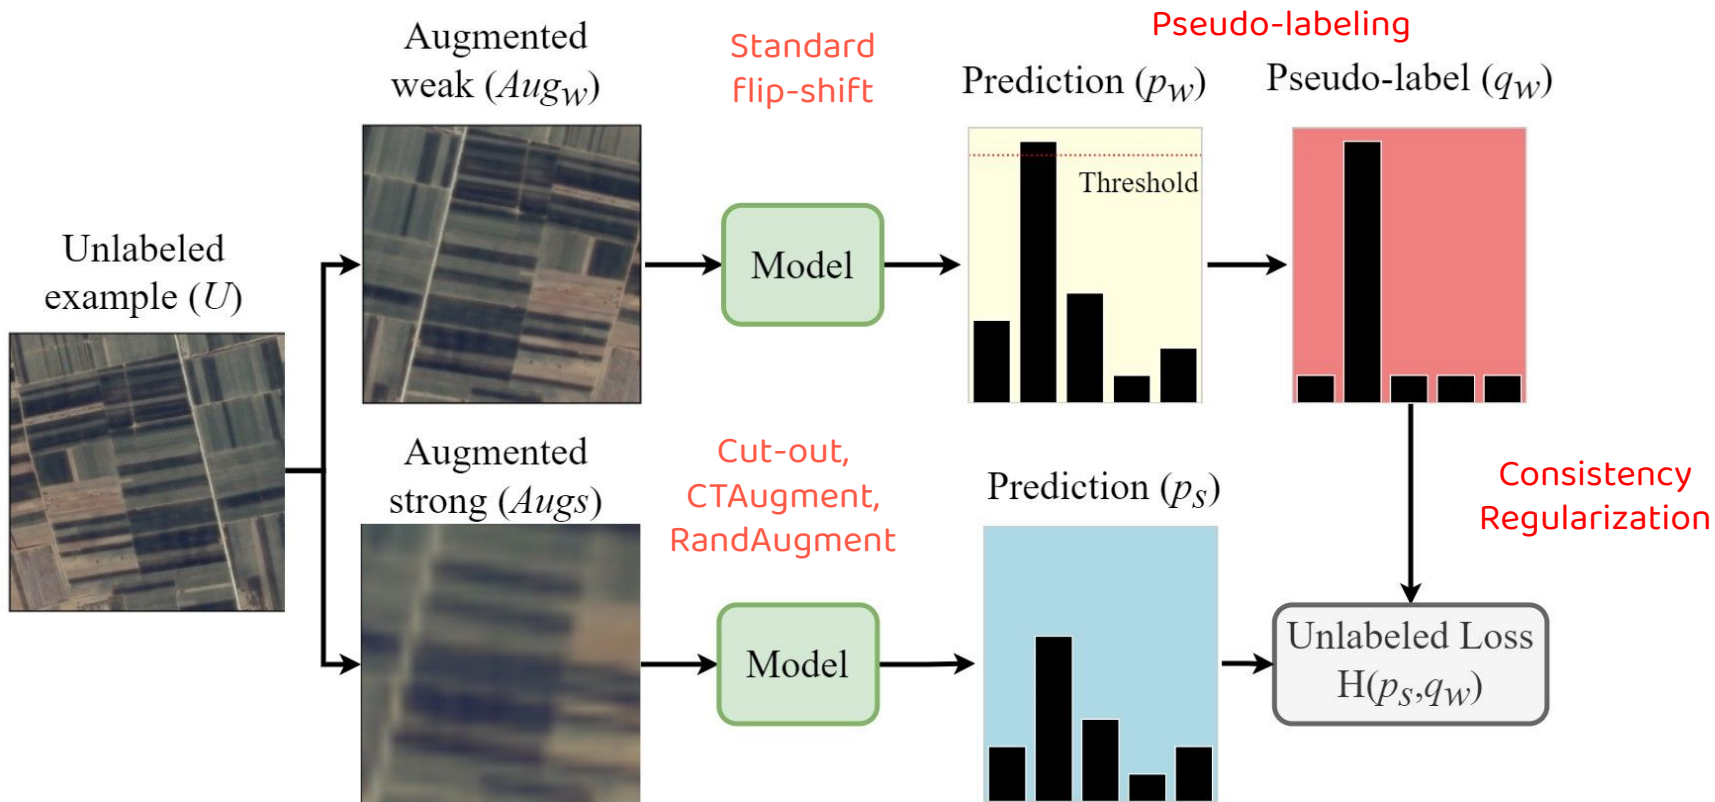 Augmented
weak (Aug_w)
Standard
flip-shift
Pseudo-labeling
Prediction (p_w)
Pseudo-label (q_w)
Threshold
Model
Unlabeled
example (U)
Augmented
strong (Augs)
Cut-out,
CTAugment,
RandAugment
Prediction (p_s)
Consistency
Regularization
Model
Unlabeled Loss
H(p_s,q_w)